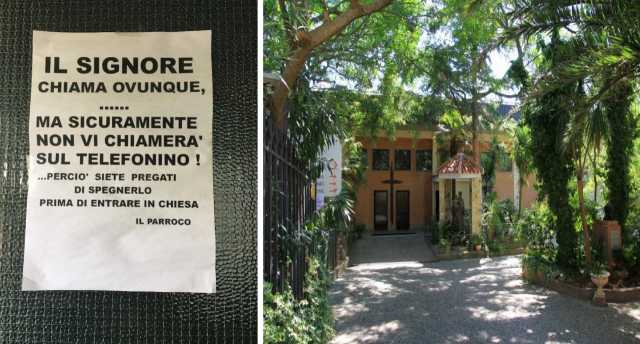 IL SIGNORE
CHIAMA OVUNQUE,
......
MA SICURAMENTE
NON VI CHIAMERA'
SUL TELEFONINO !
...PERCIO' SIETE PREGATI
DI SPEGNERLO
PRIMA DI ENTRARE IN CHIESA
IL PARROCO